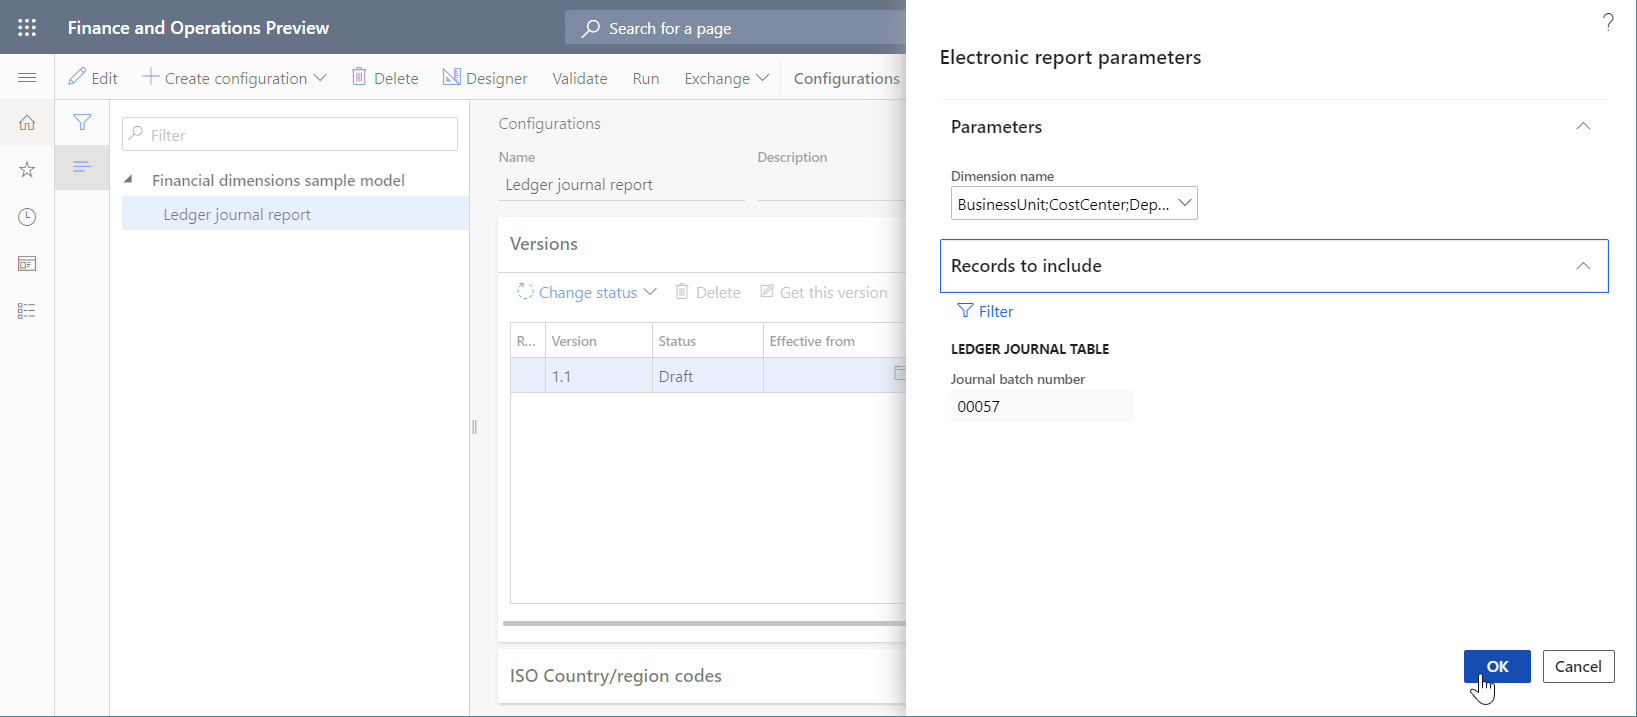 Finance and Operations Preview
Search for a page
?
Edit
Create configuration
Delete
Designer
Validate
Run
Exchange
Configurations
Filter
Financial dimensions sample model
Ledger journal report
Configurations
Name
Description
Ledger journal report
Versions
Change status
Delete
Get this version
R... Version Status Effective from
1.1 Draft
ISO Country/region codes
Electronic report parameters
Parameters
Dimension name
BusinessUnit;CostCenter;Dep...
Records to include
Filter
LEDGER JOURNAL TABLE
Journal batch number
00057
OK
Cancel